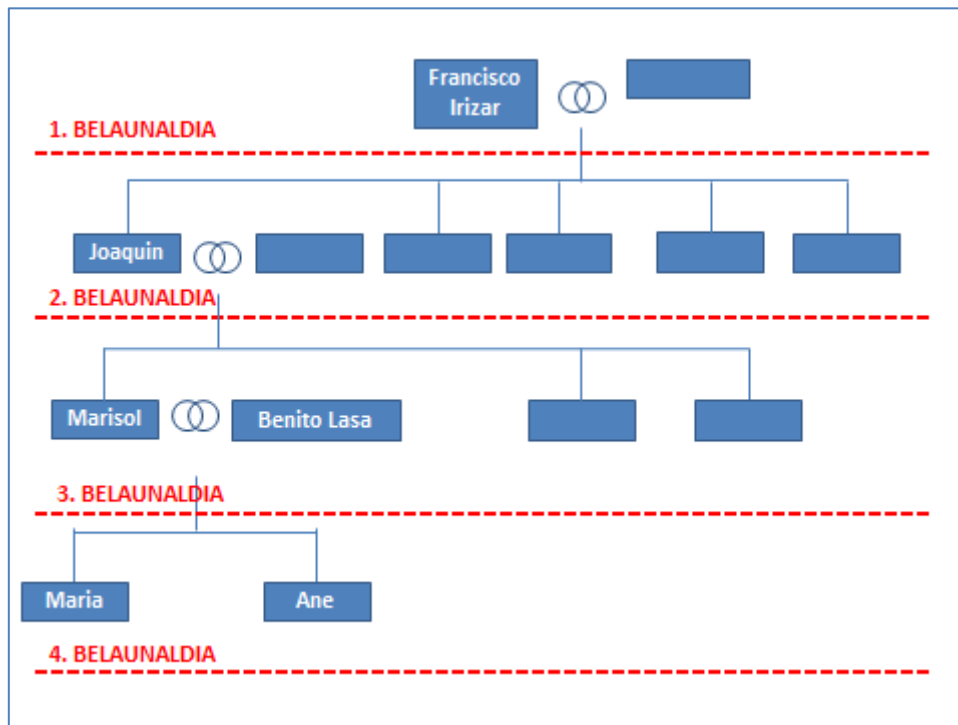 Francisco
Irizar
1. BELAUNALDIA
Joaquin
2. BELAUNALDIA
Marisol
Benito Lasa
3. BELAUNALDIA
Maria
Ane
4. BELAUNALDIA